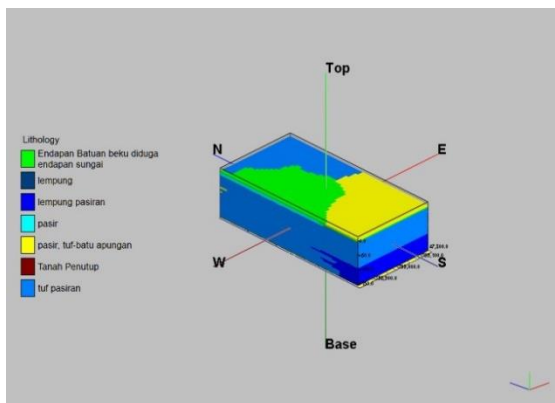 Top
N
E
Lithology
Endapan Batuan beku diduga
endapan sungai
lempung
lempung pasiran
pasir
pasir, tuf-batu apungan
Tanah Penutup
tuf pasiran
W
S
Base